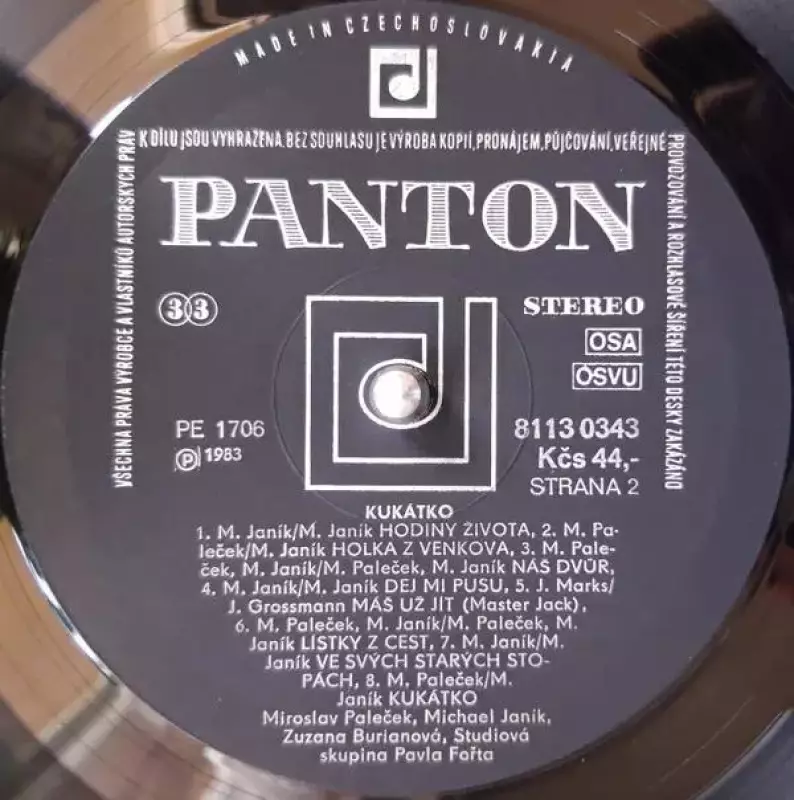 MADE IN CZECHOSLOVAKIA
VŠECHNA PRÁVA VÝROBCE A VLASTNÍKŮ AUTORSKÝCH PRÁV
K DÍLU JSOU VYHRAŽENA. BEZ SOUHLASU JE VÝROBA KOPIÍ, PRONÁJEM, PŮJČOVÁNÍ, VEŘEJNÉ
PROVOZOVÁNÍ A ROZHLASOVÉ ŠÍŘENÍ TÉTO DESKY ZAKÁZÁNO
PANTON
33
STEREO
OSA
OSVU
PE 1706
Ⓟ 1983
8113 0343
Kčs 44,-
STRANA 2
KUKÁTKO
1. M. Janík/M. Janík HODINY ŽIVOTA, 2. M. Pa-
leček/M. Janík HOLKA Z VENKOVA, 3. M. Pale-
ček, M. Janík/M. Paleček, M. Janík NÁŠ DVŮR,
4. M. Janík/M. Janík DEJ MI PUSU, 5. J. Marks/
J. Grossmann MÁŠ UŽ JÍT (Master Jack),
6. M. Paleček, M. Janík/M. Paleček, M.
Janík LÍSTKY Z CEST, 7. M. Janík/M.
Janík VE SVÝCH STARÝCH STO-
PÁCH, 8. M. Paleček/M.
Janík KUKÁTKO
Miroslav Paleček, Michael Janík,
Zuzana Burianová, Studiová
skupina Pavla Fořta